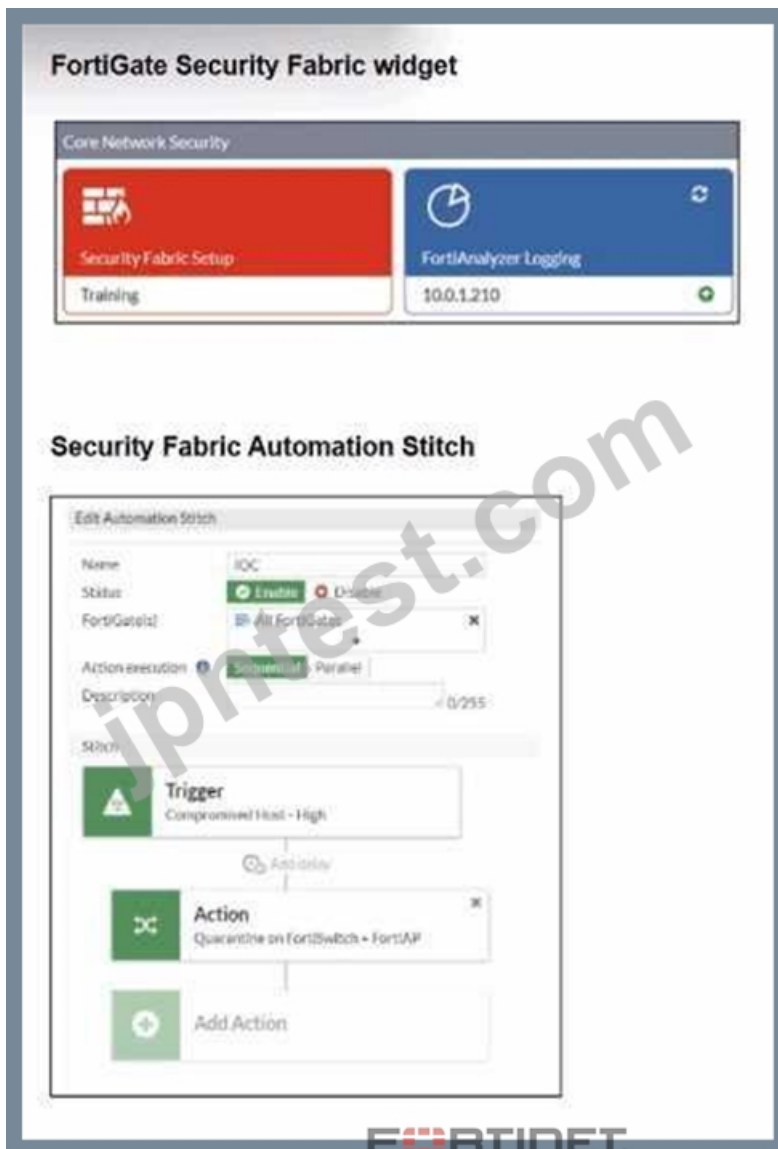 FortiGate Security Fabric widget
Core Network Security
Security Fabric Setup
FortiAnalyzer Logging
Training
10.0.1.210
Security Fabric Automation Stitch
Edit Automation Stitch
Name
IOC
Status
Enable Disable
FortiGate(s)
All FortiGates
Action execution Sequential Parallel
Description
0/255
Stitch
Trigger
Compromised Host - High
Add delay
Action
Quarantine on FortiSwitch + FortiAP
Add Action
jpntest.com